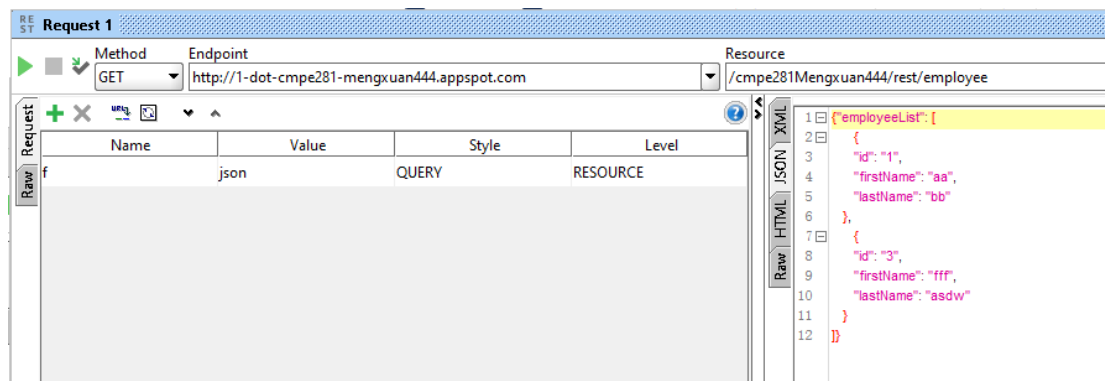 REST Request 1
Method Endpoint Resource
GET http://1-dot-cmpe281-mengxuan444.appspot.com /cmpe281Mengxuan444/rest/employee
Request
Raw
Name Value Style Level
f json QUERY RESOURCE
XML
JSON
HTML
Raw
1 {"employeeList": [
2 {
3 "id": "1",
4 "firstName": "aa",
5 "lastName": "bb"
6 },
7 {
8 "id": "3",
9 "firstName": "fff",
10 "lastName": "asdw"
11 }
12 ]}